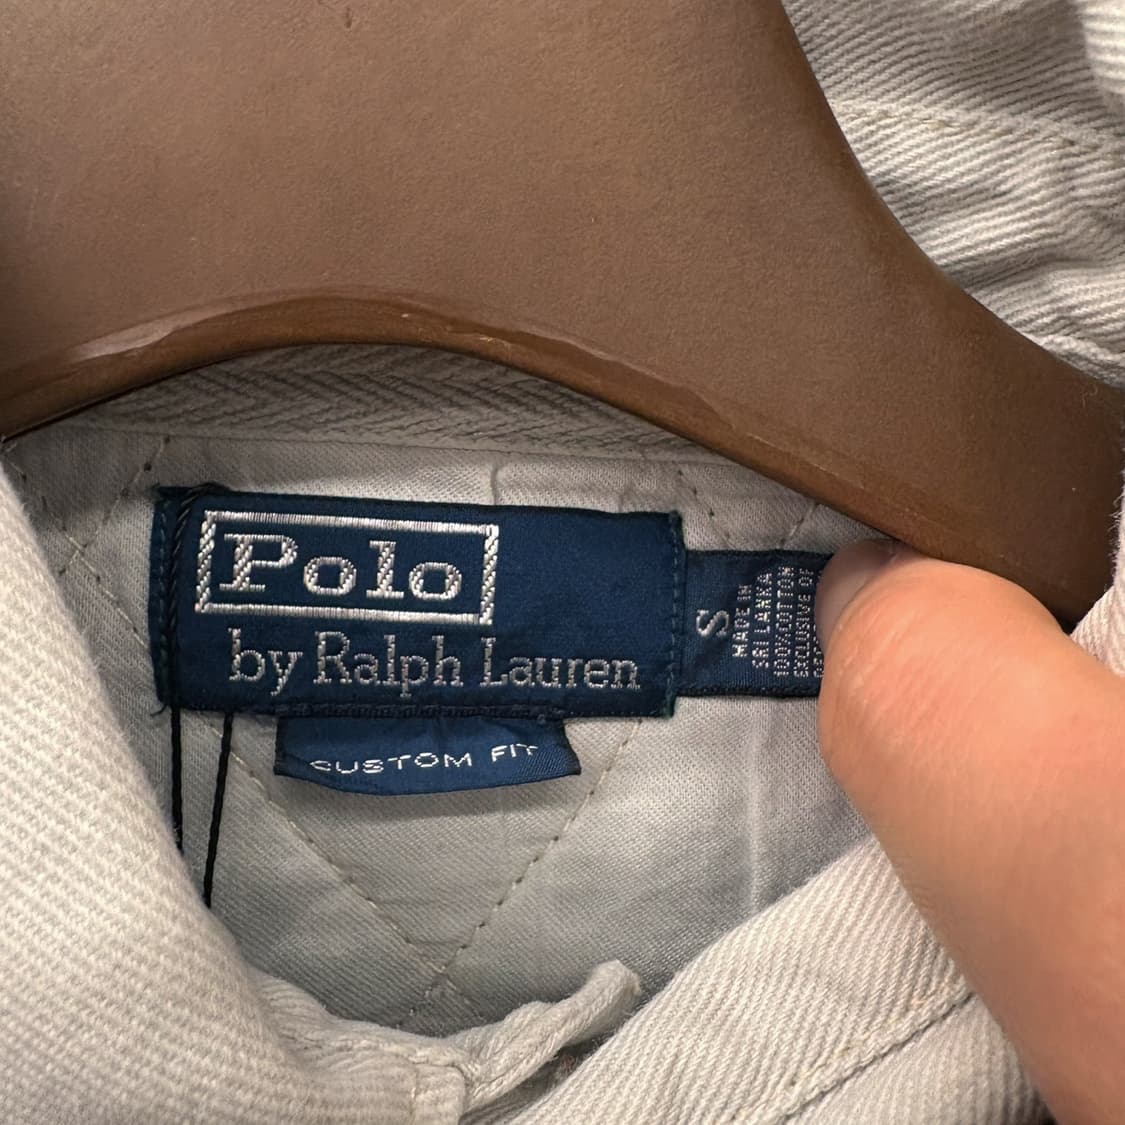 Polo
by Ralph Lauren
CUSTOM FIT
S
MADE IN
SRI LANKA
100% COTTON
EXCLUSIVE OF